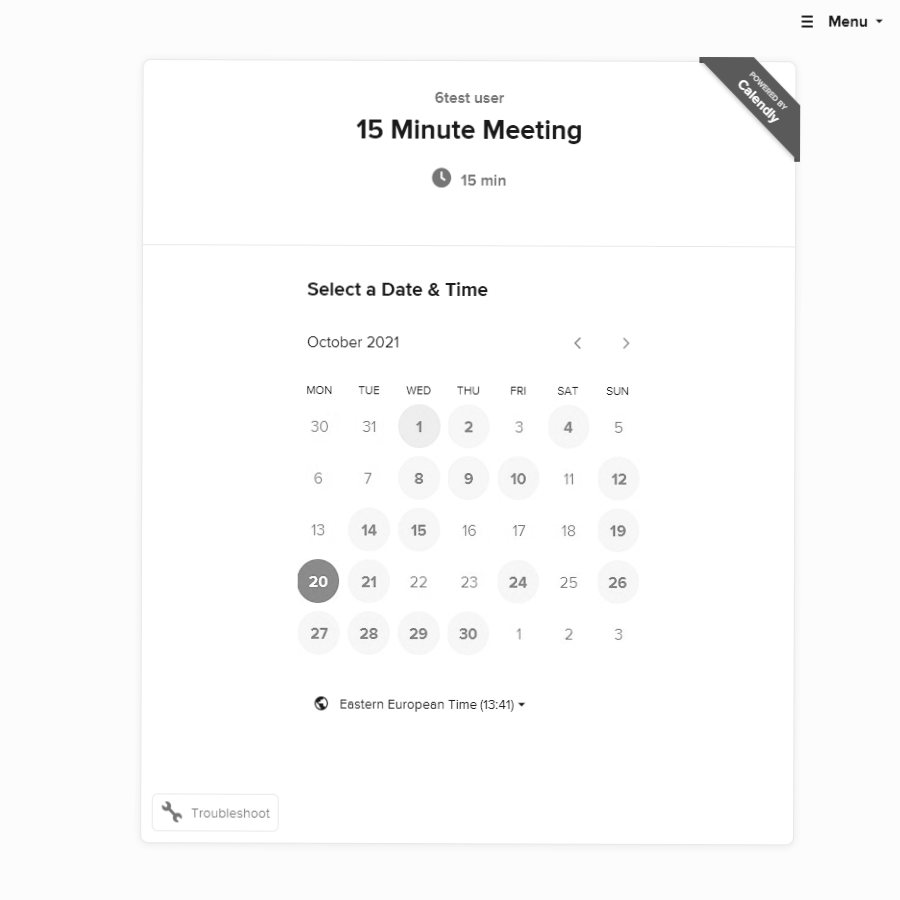 Menu
POWERED BY
Calendly
6test user
15 Minute Meeting
15 min
Select a Date & Time
October 2021
MON TUE WED THU FRI SAT SUN
30 31 1 2 3 4 5
6 7 8 9 10 11 12
13 14 15 16 17 18 19
20 21 22 23 24 25 26
27 28 29 30 1 2 3
Eastern European Time (13:41)
Troubleshoot